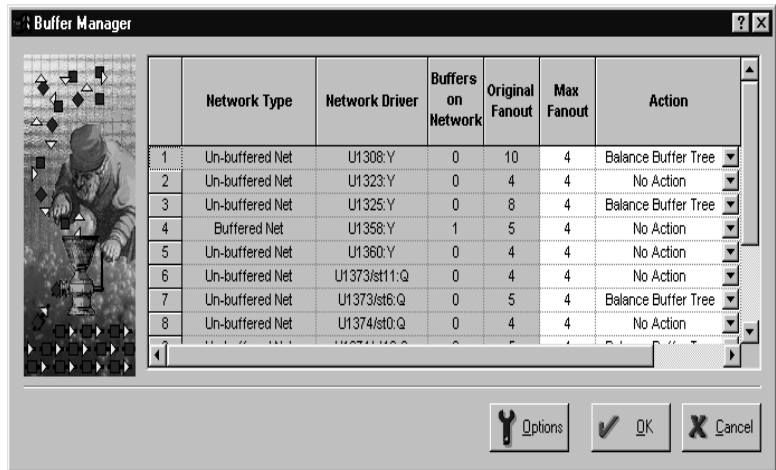 Buffer Manager
Network Type Network Driver Buffers on Network Original Fanout Max Fanout Action
1 Un-buffered Net U1308:Y 0 10 4 Balance Buffer Tree
2 Un-buffered Net U1323:Y 0 4 4 No Action
3 Un-buffered Net U1325:Y 0 8 4 Balance Buffer Tree
4 Buffered Net U1358:Y 1 5 4 No Action
5 Un-buffered Net U1360:Y 0 4 4 No Action
6 Un-buffered Net U1373/st11:Q 0 4 4 No Action
7 Un-buffered Net U1373/st6:Q 0 5 4 Balance Buffer Tree
8 Un-buffered Net U1374/st0:Q 0 4 4 No Action
Options OK Cancel